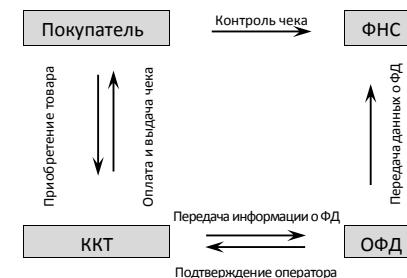 Контроль чека
Покупатель
ФНС
Приобретение товара
Оплата и выдача чека
Передача данных о ФД
Передача информации о ФД
ККТ
ОФД
Подтверждение оператора